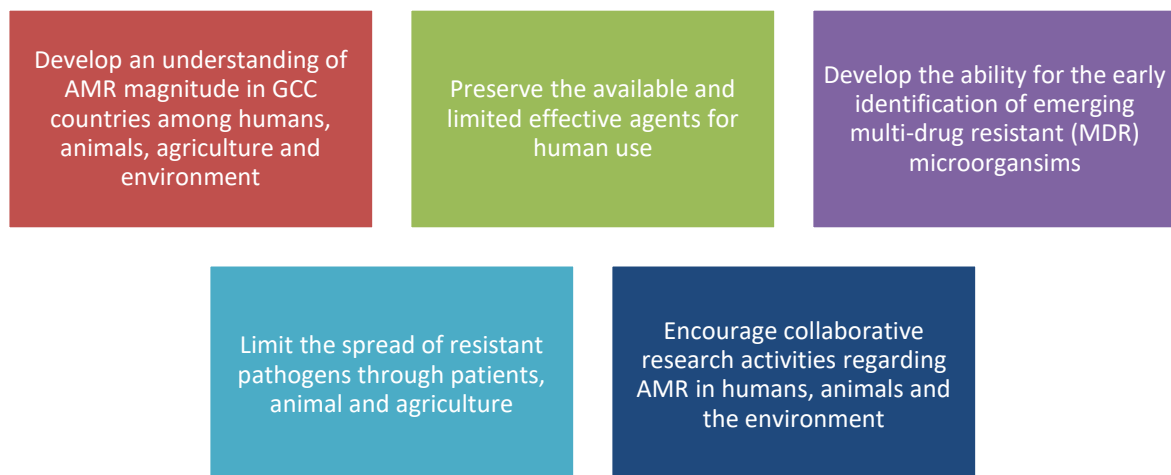 Develop an understanding of
AMR magnitude in GCC
countries among humans,
animals, agriculture and
environment
Preserve the available and
limited effective agents for
human use
Develop the ability for the early
identification of emerging
multi-drug resistant (MDR)
microorgansims
Limit the spread of resistant
pathogens through patients,
animal and agriculture
Encourage collaborative
research activities regarding
AMR in humans, animals and
the environment